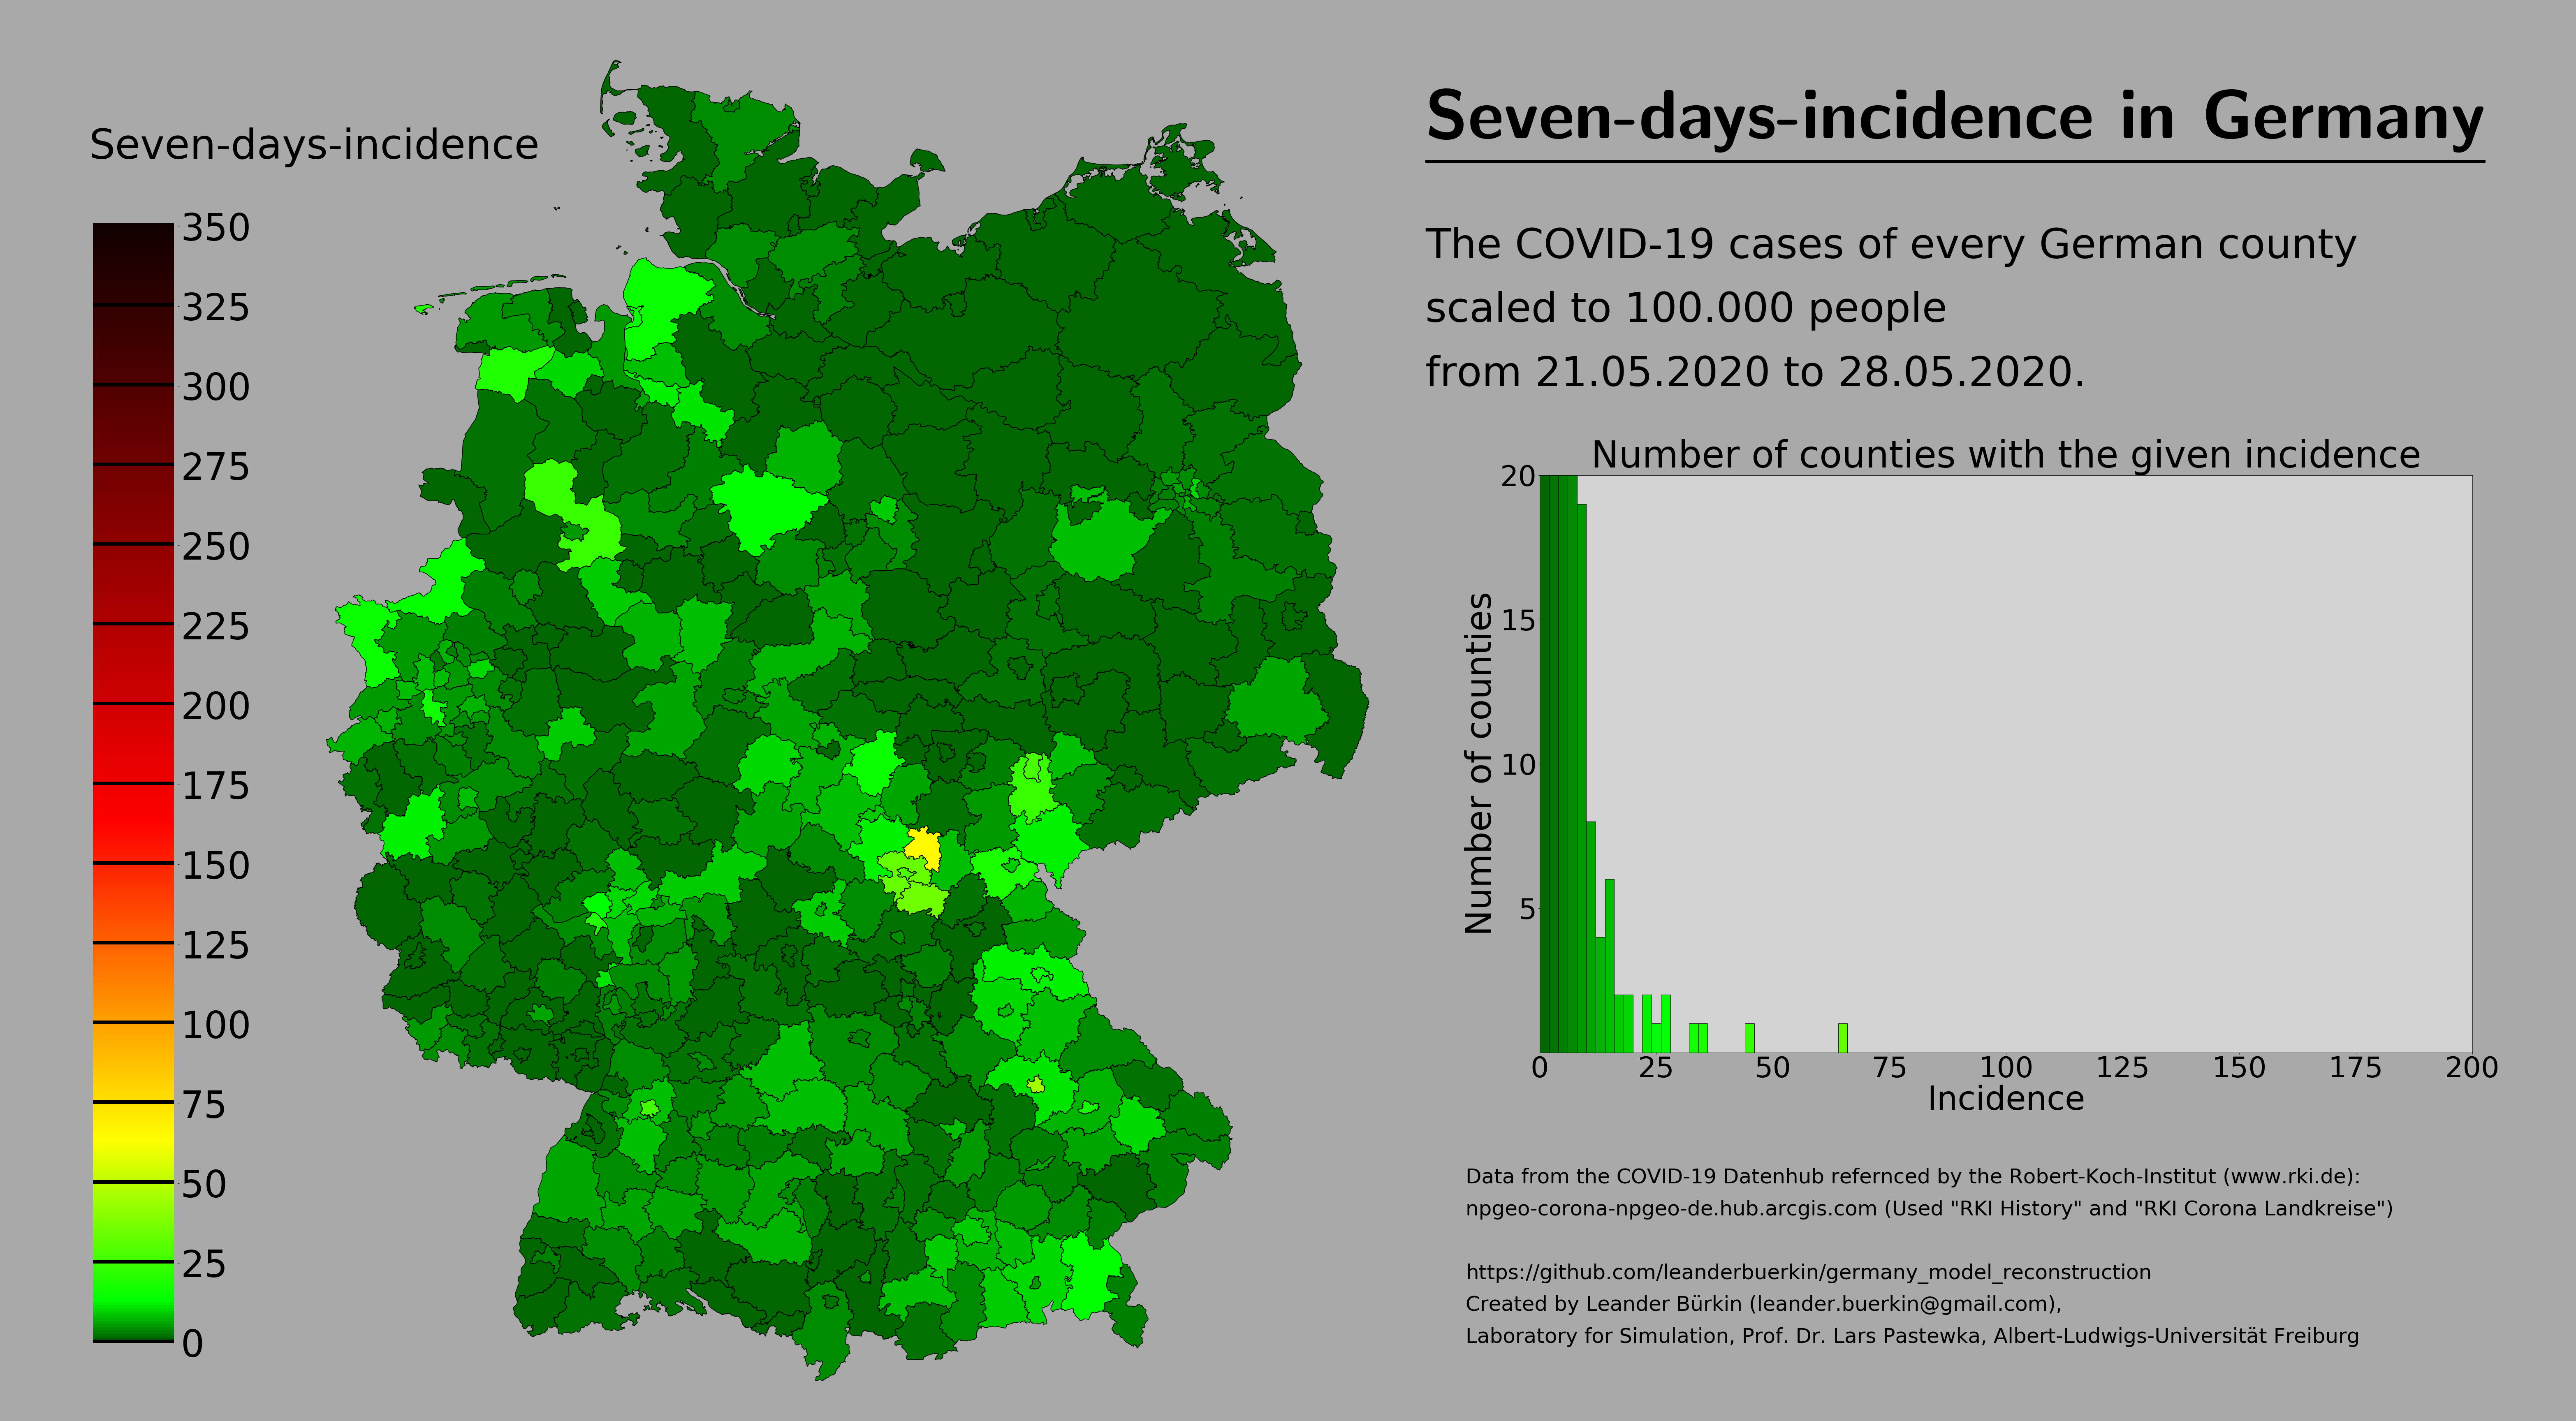 Seven-days-incidence
350
325
300
275
250
225
200
175
150
125
100
75
50
25
0
Seven-days-incidence in Germany
The COVID-19 cases of every German county
scaled to 100.000 people
from 21.05.2020 to 28.05.2020.
Number of counties with the given incidence
20
15
10
5
Number of counties
0 25 50 75 100 125 150 175 200
Incidence
Data from the COVID-19 Datenhub refernced by the Robert-Koch-Institut (www.rki.de):
npgeo-corona-npgeo-de.hub.arcgis.com (Used "RKI History" and "RKI Corona Landkreise")
https://github.com/leanderbuerkin/germany_model_reconstruction
Created by Leander Bürkin (leander.buerkin@gmail.com),
Laboratory for Simulation, Prof. Dr. Lars Pastewka, Albert-Ludwigs-Universität Freiburg